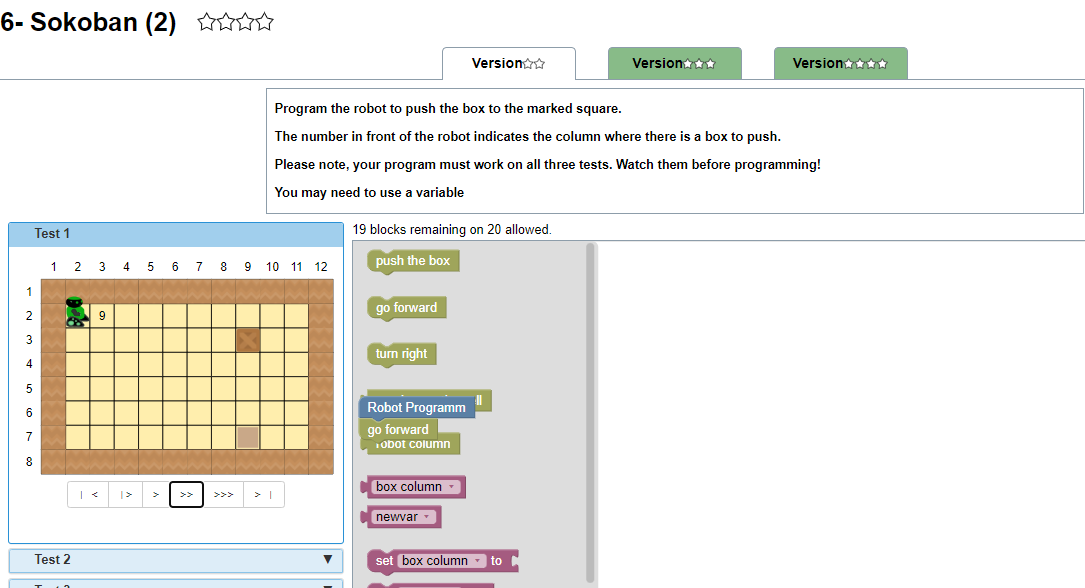 6- Sokoban (2)
Version
Version
Version
Program the robot to push the box to the marked square.
The number in front of the robot indicates the column where there is a box to push.
Please note, your program must work on all three tests. Watch them before programming!
You may need to use a variable
Test 1
19 blocks remaining on 20 allowed.
1 2 3 4 5 6 7 8 9 10 11 12
1
2
9
3
4
5
6
7
8
| < | > > >> >>> > |
push the box
go forward
turn right
Robot Programm
go forward
robot column
box column
newvar
set box column to
Test 2